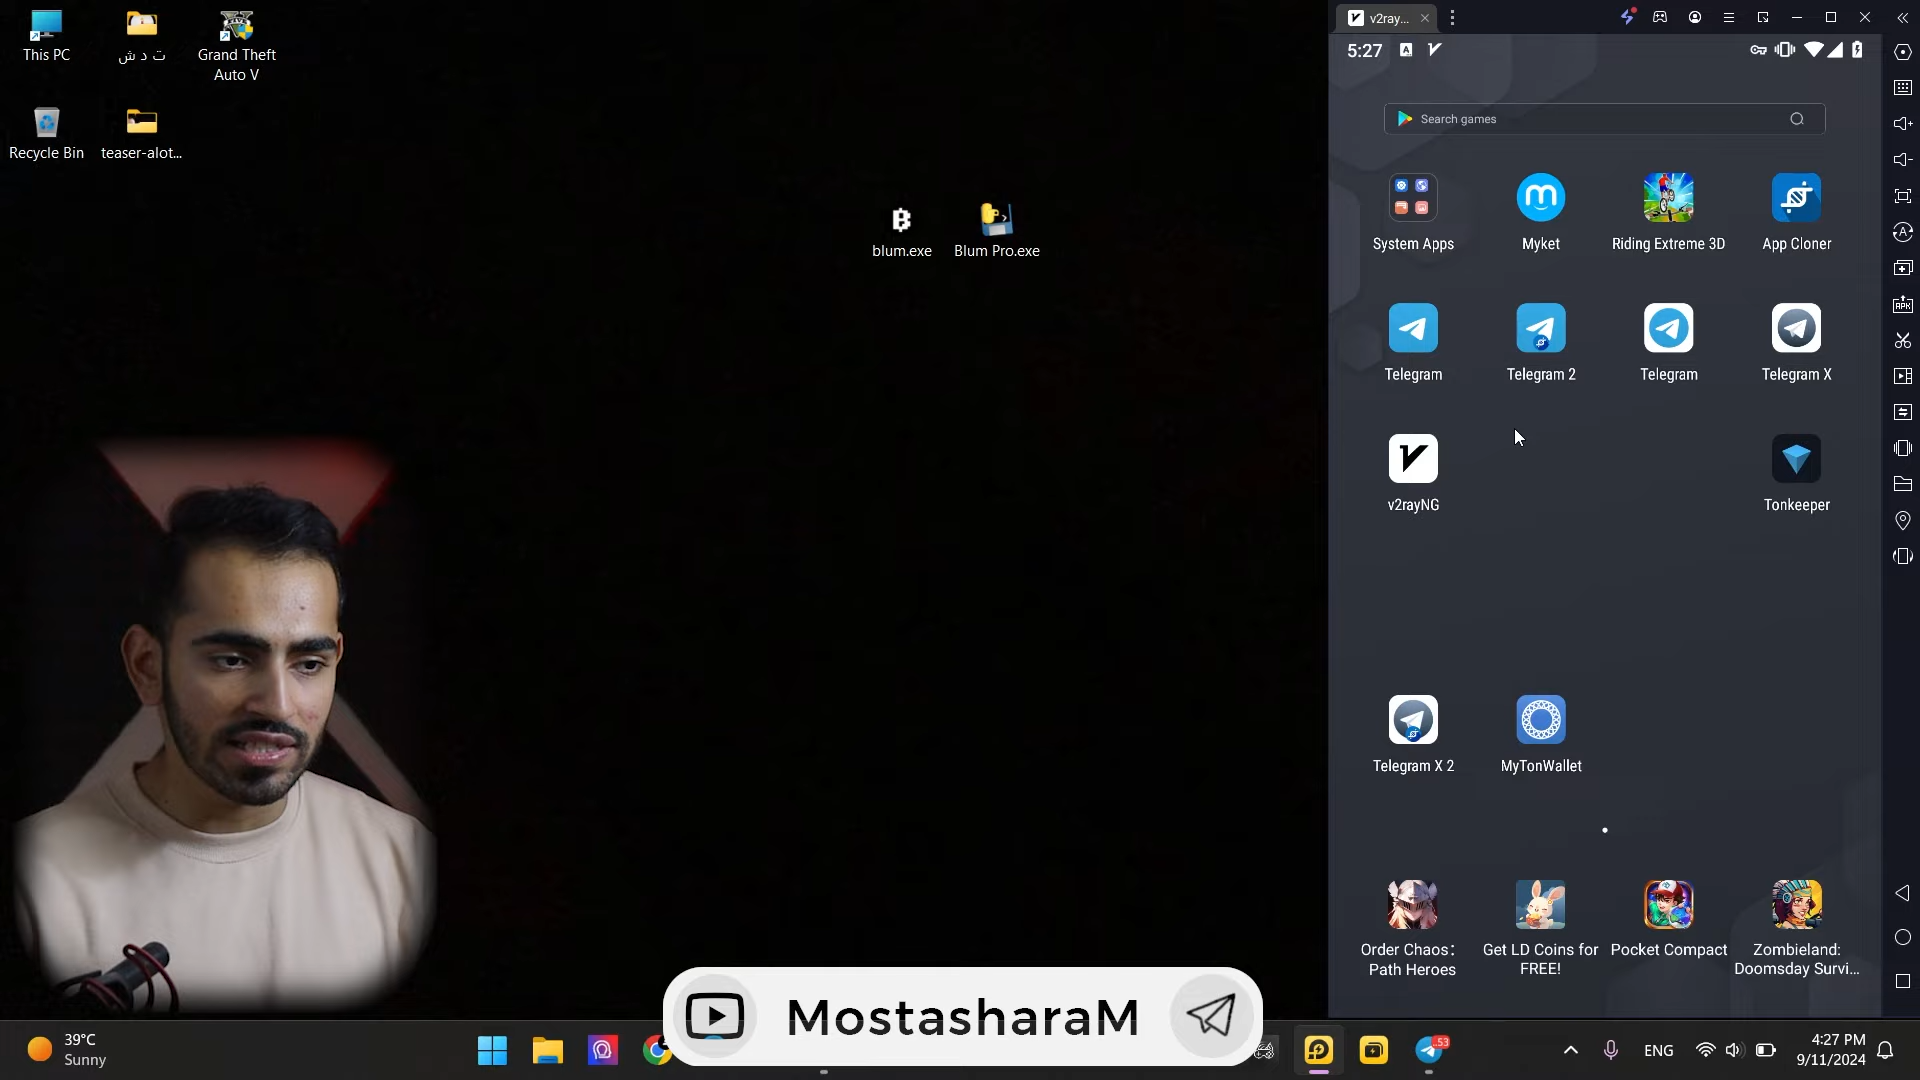 This PC
ت د ش
Grand Theft
Auto V
Recycle Bin
teaser-alot...
blum.exe
Blum Pro.exe
v2ray...
5:27
Search games
System Apps
Myket
Riding Extreme 3D
App Cloner
Telegram
Telegram 2
Telegram
Telegram X
v2rayNG
Tonkeeper
Telegram X 2
MyTonWallet
Order Chaos:
Path Heroes
Get LD Coins for
FREE!
Pocket Compact
Zombieland:
Doomsday Survi...
MostasharaM
39°C
Sunny
..53
ENG
4:27 PM
9/11/2024